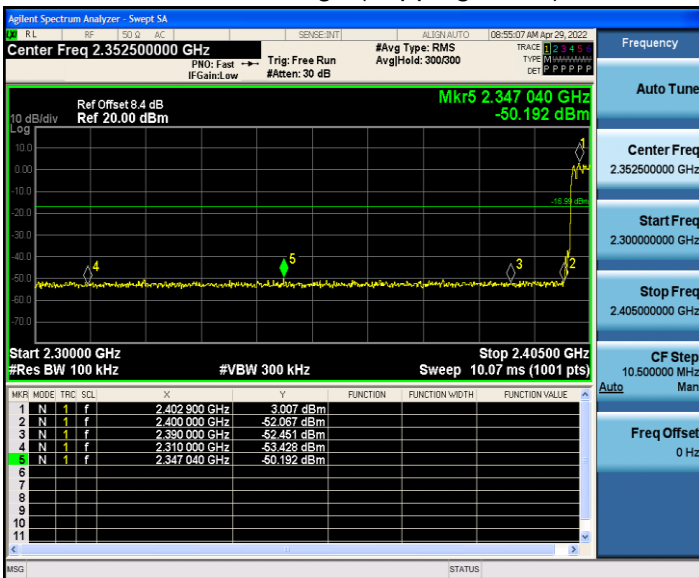 Agilent Spectrum Analyzer - Swept SA
RL RF 50 Ω AC SENSE:INT ALIGN AUTO 08:55:07 AM Apr 29, 2022
Center Freq 2.352500000 GHz #Avg Type: RMS TRACE 1 2 3 4 5 6
PNO: Fast Trig: Free Run Avg|Hold: 300/300 TYPE M
IFGain:Low #Atten: 30 dB DET P P P P P
Mkr5 2.347 040 GHz
Ref Offset 8.4 dB
10 dB/div Ref 20.00 dBm -50.192 dBm
Log
10.0
0.00
-10.0
-16.99 dBm
-20.0
-30.0
-40.0
-50.0
-60.0
-70.0
1
2
3
4
5
Start 2.30000 GHz Stop 2.40500 GHz
#Res BW 100 kHz #VBW 300 kHz Sweep 10.07 ms (1001 pts)
MKR MODE TRC SCL X Y FUNCTION FUNCTION WIDTH FUNCTION VALUE
1 N 1 f 2.402 900 GHz 3.007 dBm
2 N 1 f 2.400 000 GHz -52.067 dBm
3 N 1 f 2.390 000 GHz -52.451 dBm
4 N 1 f 2.310 000 GHz -53.428 dBm
5 N 1 f 2.347 040 GHz -50.192 dBm
6
7
8
9
10
11
MSG STATUS
Frequency
Auto Tune
Center Freq
2.352500000 GHz
Start Freq
2.300000000 GHz
Stop Freq
2.405000000 GHz
CF Step
10.500000 MHz
Auto Man
Freq Offset
0 Hz